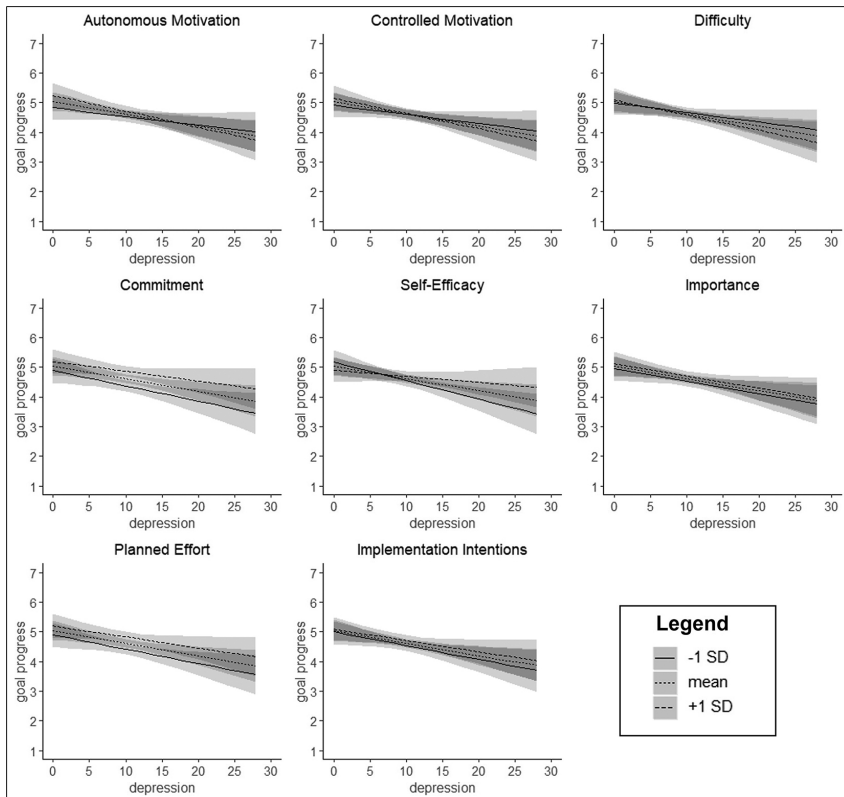 Autonomous Motivation
7
6
5
4
3
2
1
goal progress
0 5 10 15 20 25 30
depression
Controlled Motivation
7
6
5
4
3
2
1
goal progress
0 5 10 15 20 25 30
depression
Difficulty
7
6
5
4
3
2
1
goal progress
0 5 10 15 20 25 30
depression
Commitment
7
6
5
4
3
2
1
goal progress
0 5 10 15 20 25 30
depression
Self-Efficacy
7
6
5
4
3
2
1
goal progress
0 5 10 15 20 25 30
depression
Importance
7
6
5
4
3
2
1
goal progress
0 5 10 15 20 25 30
depression
Planned Effort
7
6
5
4
3
2
1
goal progress
0 5 10 15 20 25 30
depression
Implementation Intentions
7
6
5
4
3
2
1
goal progress
0 5 10 15 20 25 30
depression
Legend
-1 SD
mean
+1 SD